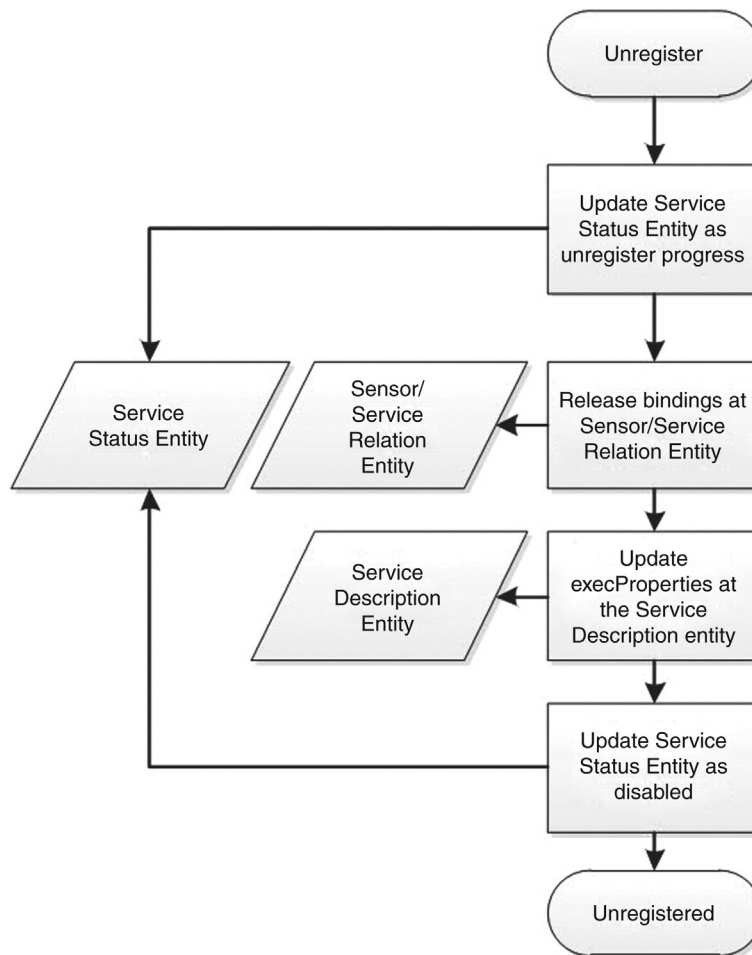 Unregister
Update Service
Status Entity as
unregister progress
Service
Status Entity
Sensor/
Service
Relation
Entity
Release bindings at
Sensor/Service
Relation Entity
Service
Description
Entity
Update
execProperties at
the Service
Description entity
Update Service
Status Entity as
disabled
Unregistered